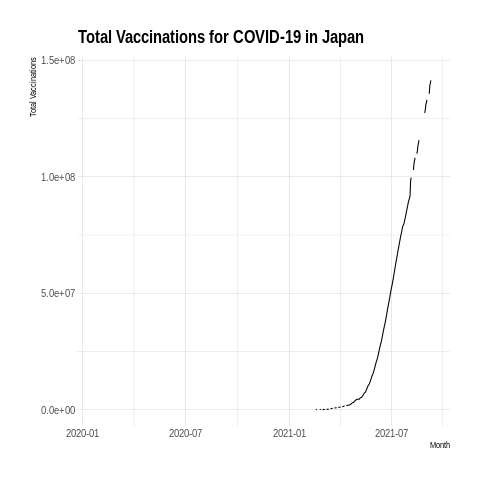 Total Vaccinations for COVID-19 in Japan
Total Vaccinations
1.5e+08
1.0e+08
5.0e+07
0.0e+00
2020-01 2020-07 2021-01 2021-07
Month